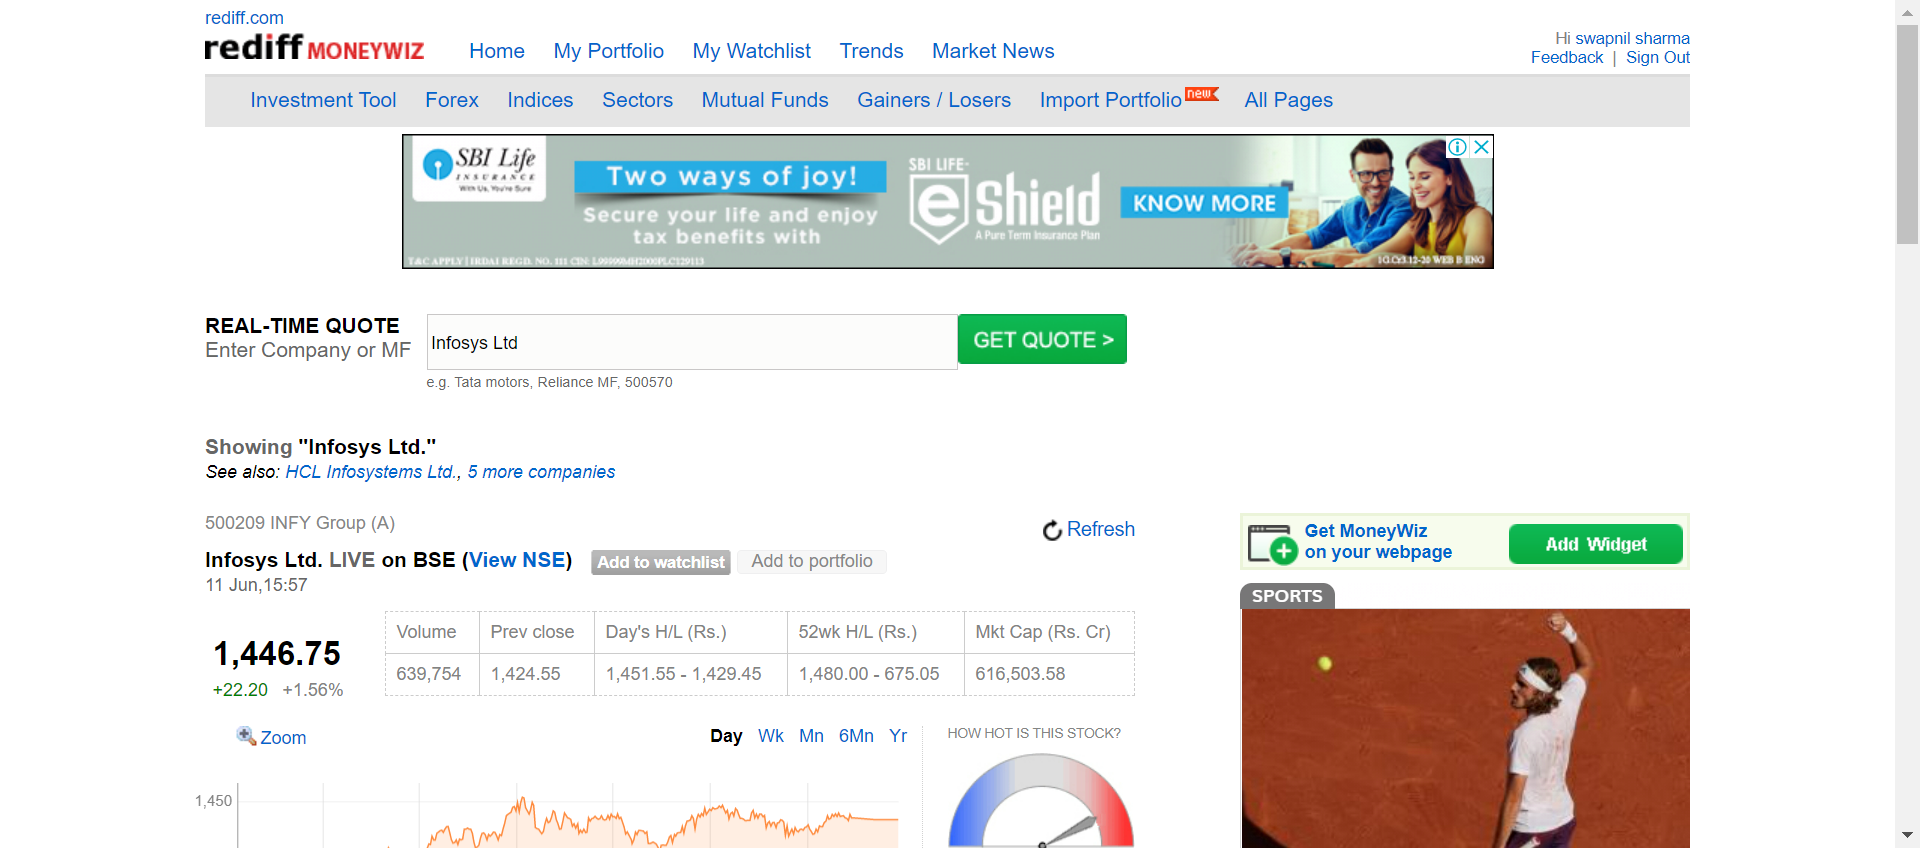 rediff.com
rediff MONEYWIZ
Home My Portfolio My Watchlist Trends Market News
Hi swapnil sharma
Feedback | Sign Out
Investment Tool Forex Indices Sectors Mutual Funds Gainers / Losers Import Portfolio new All Pages
SBI Life
INSURANCE
With Us, You're Sure
Two ways of joy!
Secure your life and enjoy
tax benefits with
SBI LIFE-
eShield
A Pure Term Insurance Plan
KNOW MORE
T&C APPLY | IRDAI REGD. NO. 111 CIN: L99999MH2000PLC129113
1G.CY3.12-20 WEB B ENG
REAL-TIME QUOTE
Enter Company or MF
Infosys Ltd
GET QUOTE >
e.g. Tata motors, Reliance MF, 500570
Showing "Infosys Ltd."
See also: HCL Infosystems Ltd., 5 more companies
500209 INFY Group (A)
Refresh
Infosys Ltd. LIVE on BSE (View NSE) Add to watchlist Add to portfolio
11 Jun,15:57
1,446.75
+22.20 +1.56%
Volume Prev close Day's H/L (Rs.) 52wk H/L (Rs.) Mkt Cap (Rs. Cr)
639,754 1,424.55 1,451.55 - 1,429.45 1,480.00 - 675.05 616,503.58
Zoom
Day Wk Mn 6Mn Yr
HOW HOT IS THIS STOCK?
1,450
Get MoneyWiz
on your webpage
Add Widget
SPORTS